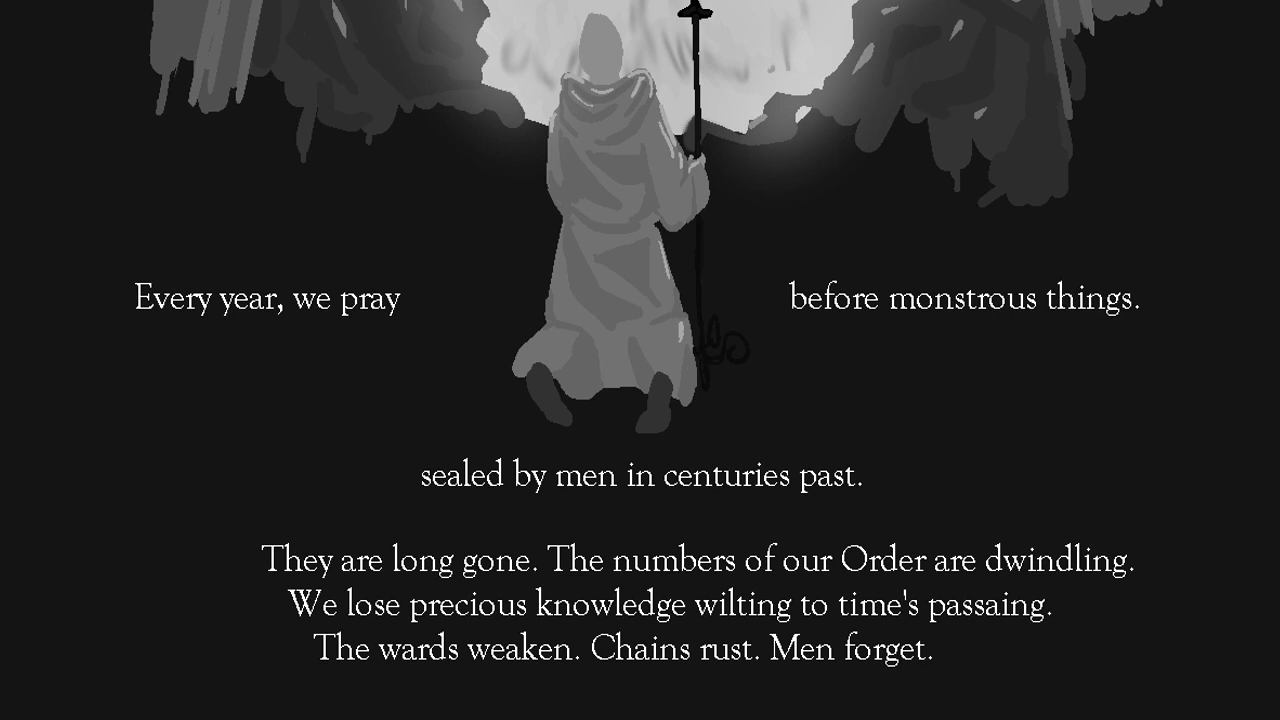 Every year, we pray before monstrous things.
sealed by men in centuries past.
They are long gone. The numbers of our Order are dwindling.
We lose precious knowledge wilting to time's passaing.
The wards weaken. Chains rust. Men forget.